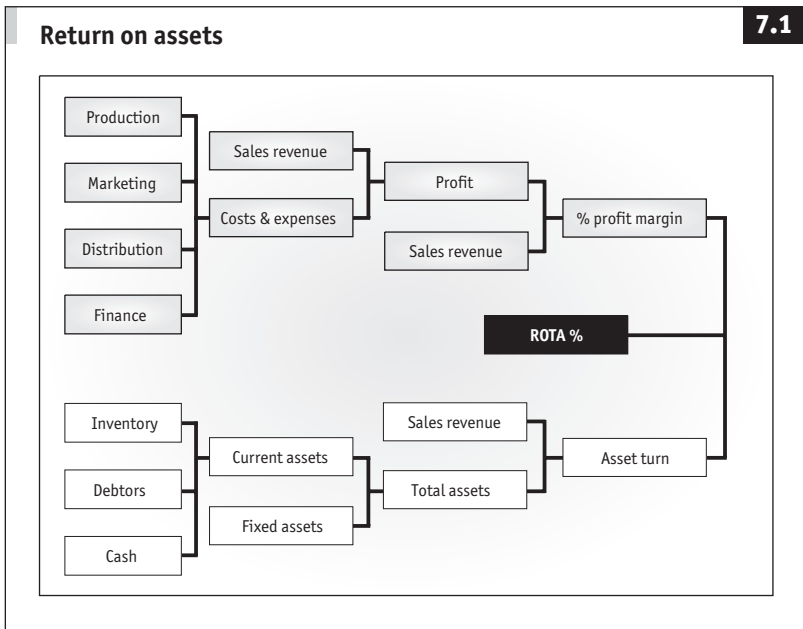 Return on assets
7.1
Production
Marketing
Distribution
Finance
Sales revenue
Costs & expenses
Profit
Sales revenue
% profit margin
ROTA %
Inventory
Debtors
Cash
Current assets
Fixed assets
Sales revenue
Total assets
Asset turn